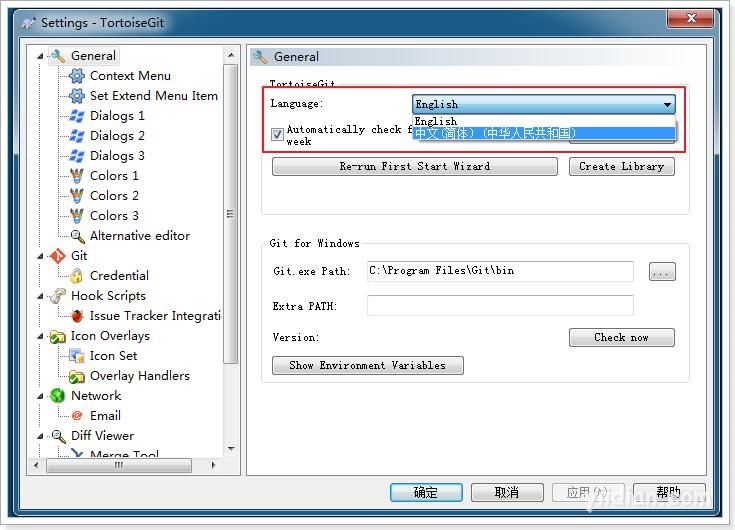 Settings - TortoiseGit
General
Context Menu
Set Extend Menu Item
Dialogs 1
Dialogs 2
Dialogs 3
Colors 1
Colors 2
Colors 3
Alternative editor
Git
Credential
Hook Scripts
Issue Tracker Integrati
Icon Overlays
Icon Set
Overlay Handlers
Network
Email
Diff Viewer
Merge Tool
General
TortoiseGit
Language:
English
English
中文(简体) (中华人民共和国)
Automatically check f
week
Re-run First Start Wizard
Create Library
Git for Windows
Git.exe Path:
C:\Program Files\Git\bin
...
Extra PATH:
Version:
Check now
Show Environment Variables
确定
取消
应用(A)
帮助
yiidian.com